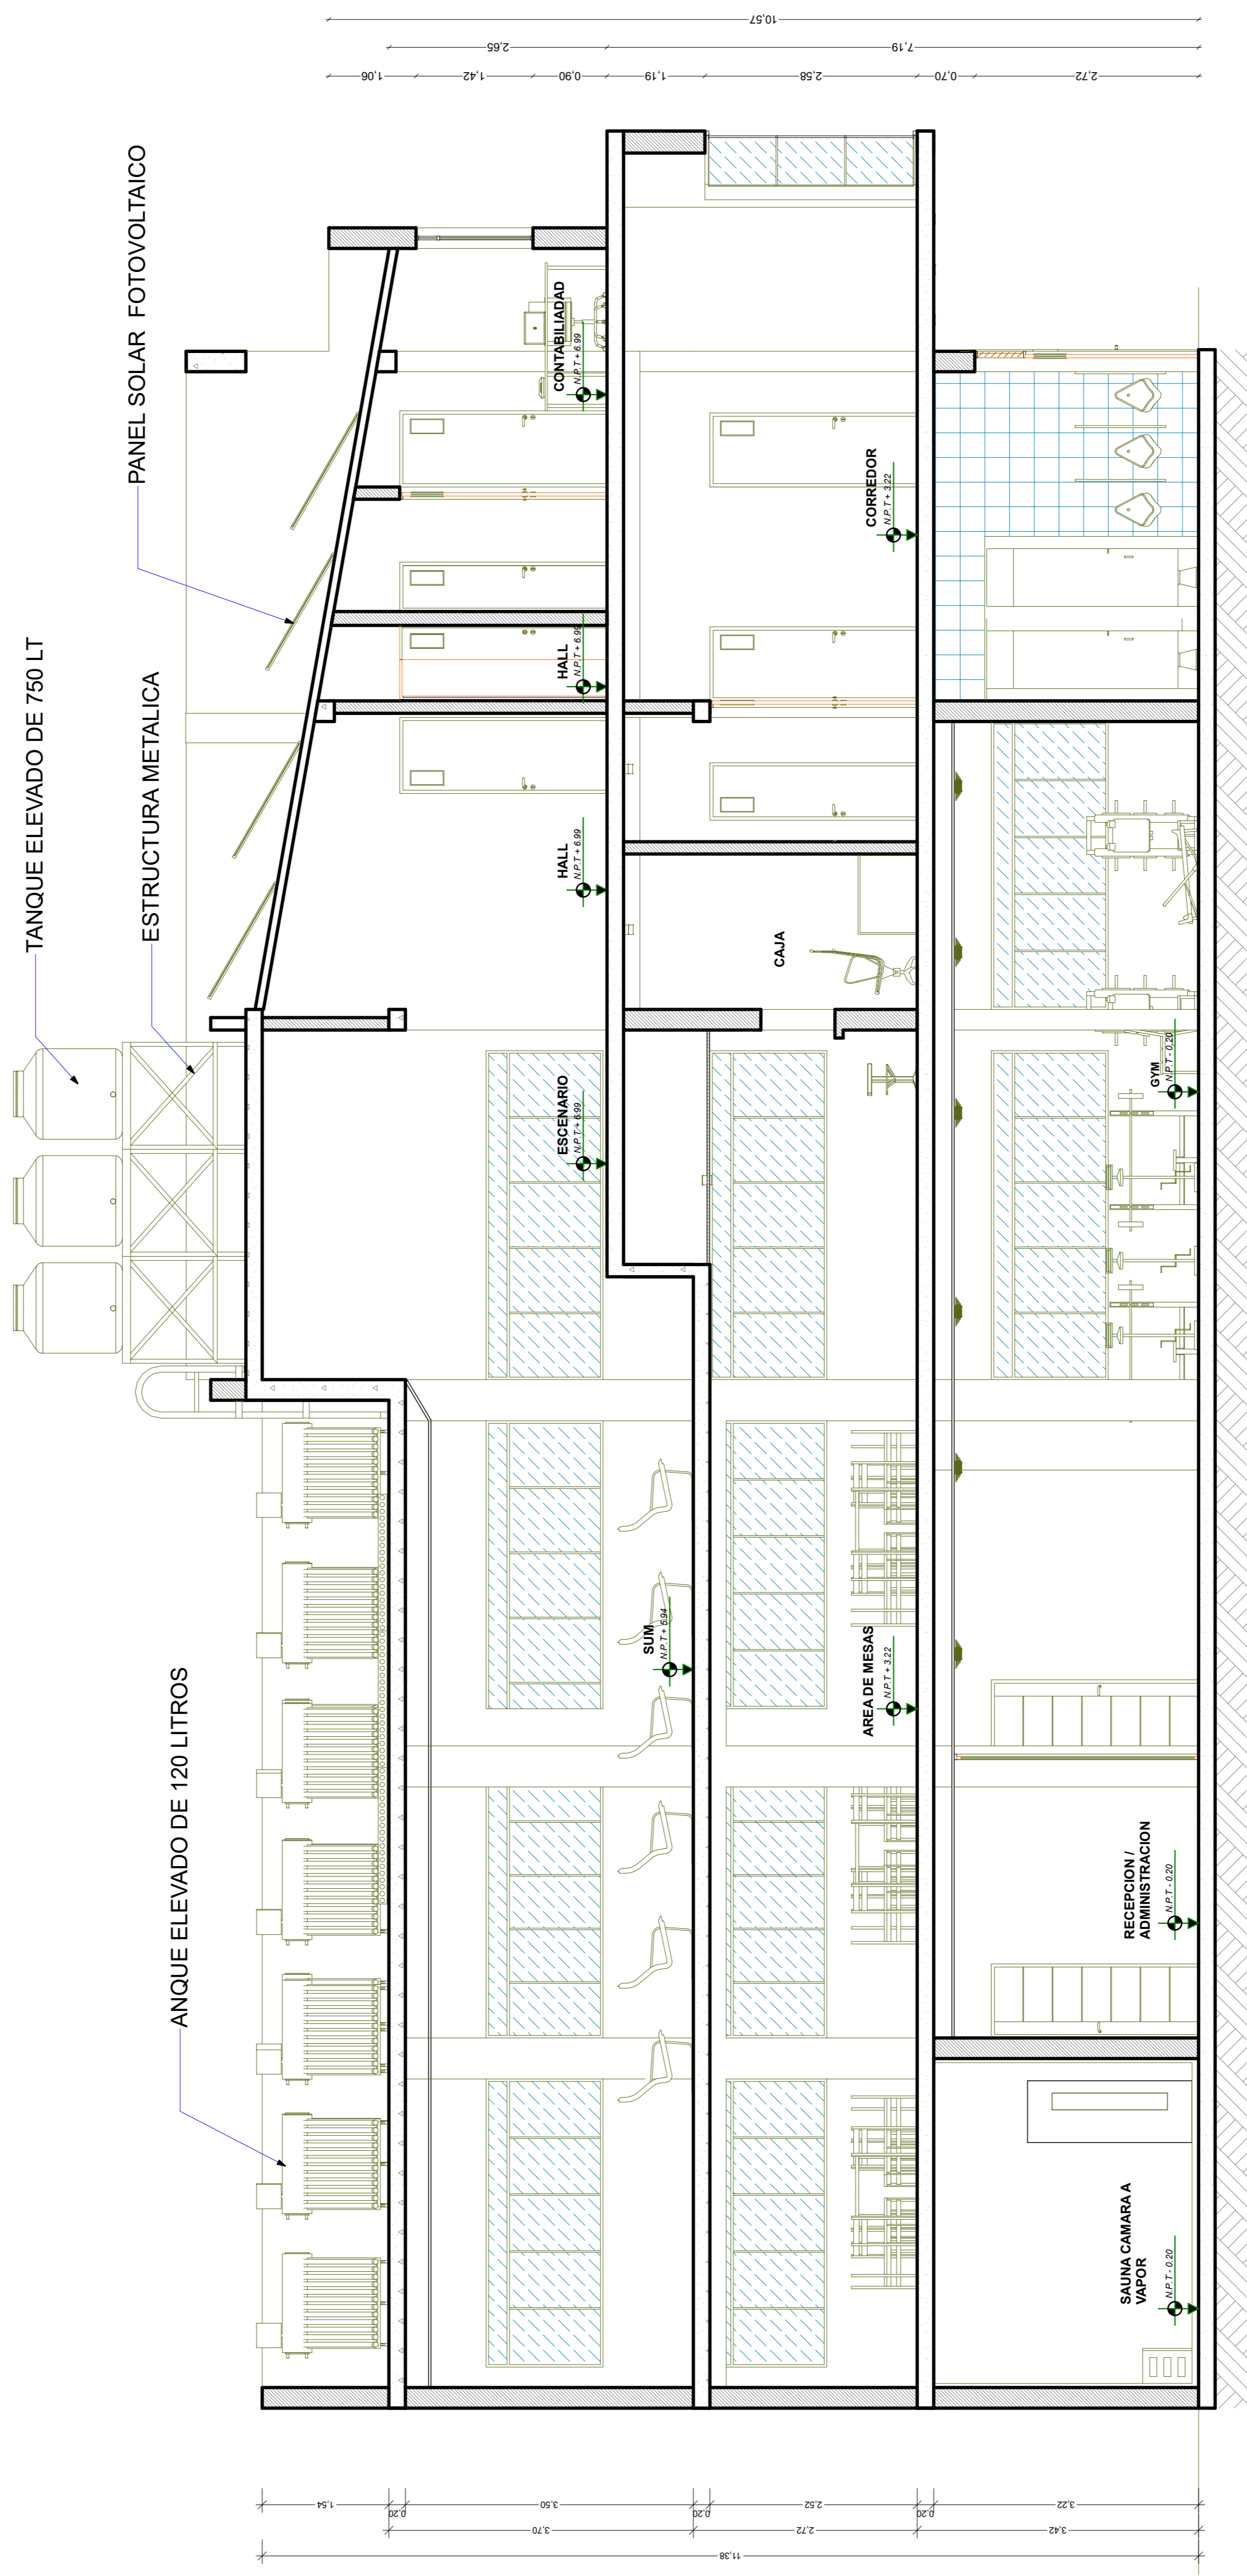 TANQUE ELEVADO DE 750 LT
PANEL SOLAR FOTOVOLTAICO
ESTRUCTURA METALICA
ANQUE ELEVADO DE 120 LITROS
CONTABILIADAD
N.P.T + 6.99
HALL
N.P.T + 6.99
HALL
N.P.T + 6.99
ESCENARIO
N.P.T + 6.99
SUM
N.P.T + 5.94
CORREDOR
N.P.T + 3.22
CAJA
AREA DE MESAS
N.P.T + 3.22
GYM
N.P.T - 0.20
RECEPCION /
ADMINISTRACION
N.P.T - 0.20
SAUNA CAMARA A
VAPOR
N.P.T - 0.20
10,57
2,65
7,19
1,06
1,42
0,90
1,19
2,58
0,70
2,72
1,54
0,20
3,50
0,20
2,52
0,20
3,22
3,70
2,72
3,42
11,38